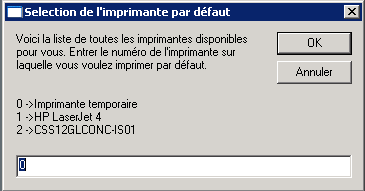 Selection de l'imprimante par défaut
Voici la liste de toutes les imprimantes disponibles
pour vous. Entrer le numéro de l'imprimante sur
laquelle vous voulez imprimer par défaut.
OK
Annuler
0 ->Imprimante temporaire
1 ->HP LaserJet 4
2 ->CSS12GLCONC-IS01
0